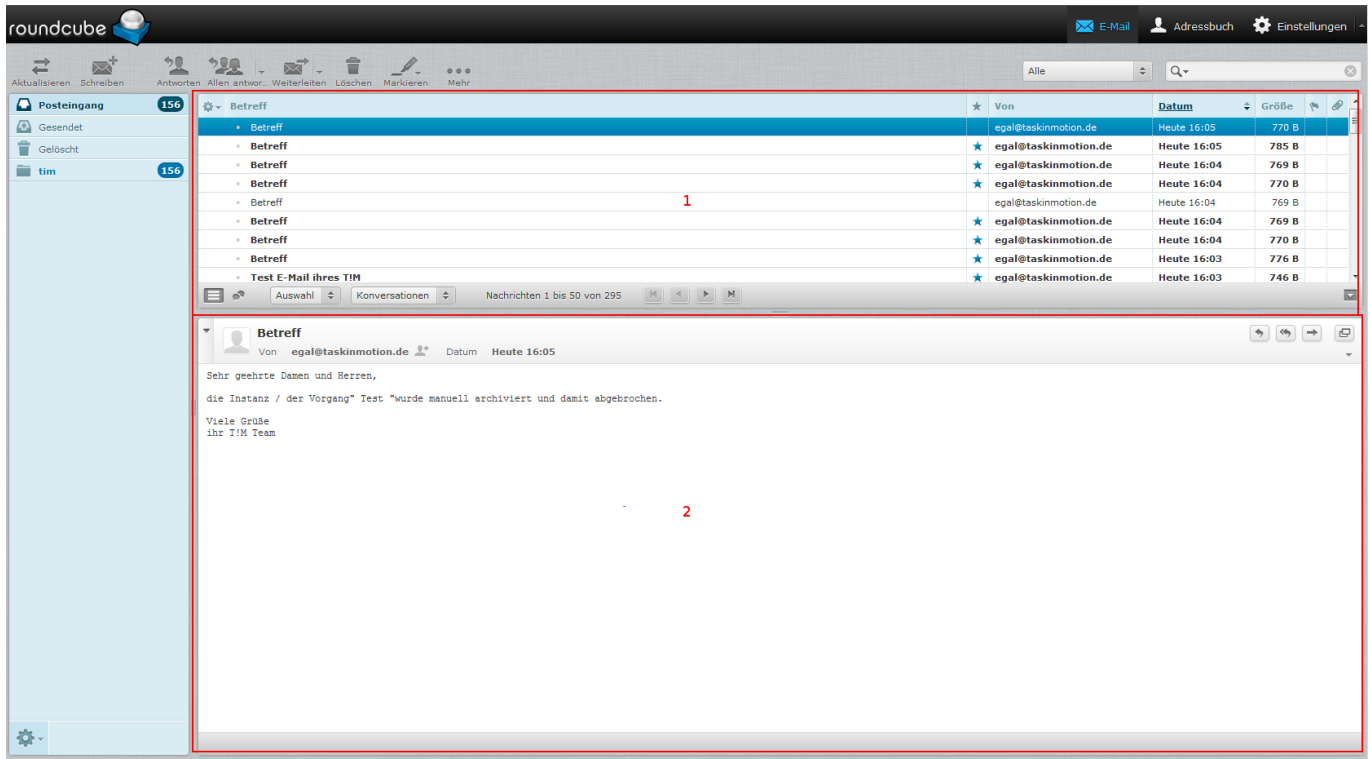 roundcube E-Mail Adressbuch Einstellungen
Aktualisieren Schreiben Antworten Allen antwor... Weiterleiten Löschen Markieren Mehr Alle
Posteingang 156
Gesendet
Gelöscht
tim 156
Betreff Von Datum Größe
Betreff egal@taskinmotion.de Heute 16:05 770 B
Betreff egal@taskinmotion.de Heute 16:05 785 B
Betreff egal@taskinmotion.de Heute 16:04 769 B
Betreff egal@taskinmotion.de Heute 16:04 770 B
Betreff egal@taskinmotion.de Heute 16:04 769 B
1
Betreff egal@taskinmotion.de Heute 16:04 769 B
Betreff egal@taskinmotion.de Heute 16:04 770 B
Betreff egal@taskinmotion.de Heute 16:03 776 B
Test E-Mail ihres T!M egal@taskinmotion.de Heute 16:03 746 B
Auswahl Konversationen Nachrichten 1 bis 50 von 295
Betreff
Von egal@taskinmotion.de Datum Heute 16:05
Sehr geehrte Damen und Herren,
die Instanz / der Vorgang" Test "wurde manuell archiviert und damit abgebrochen.
Viele Grüße
ihr T!M Team
2